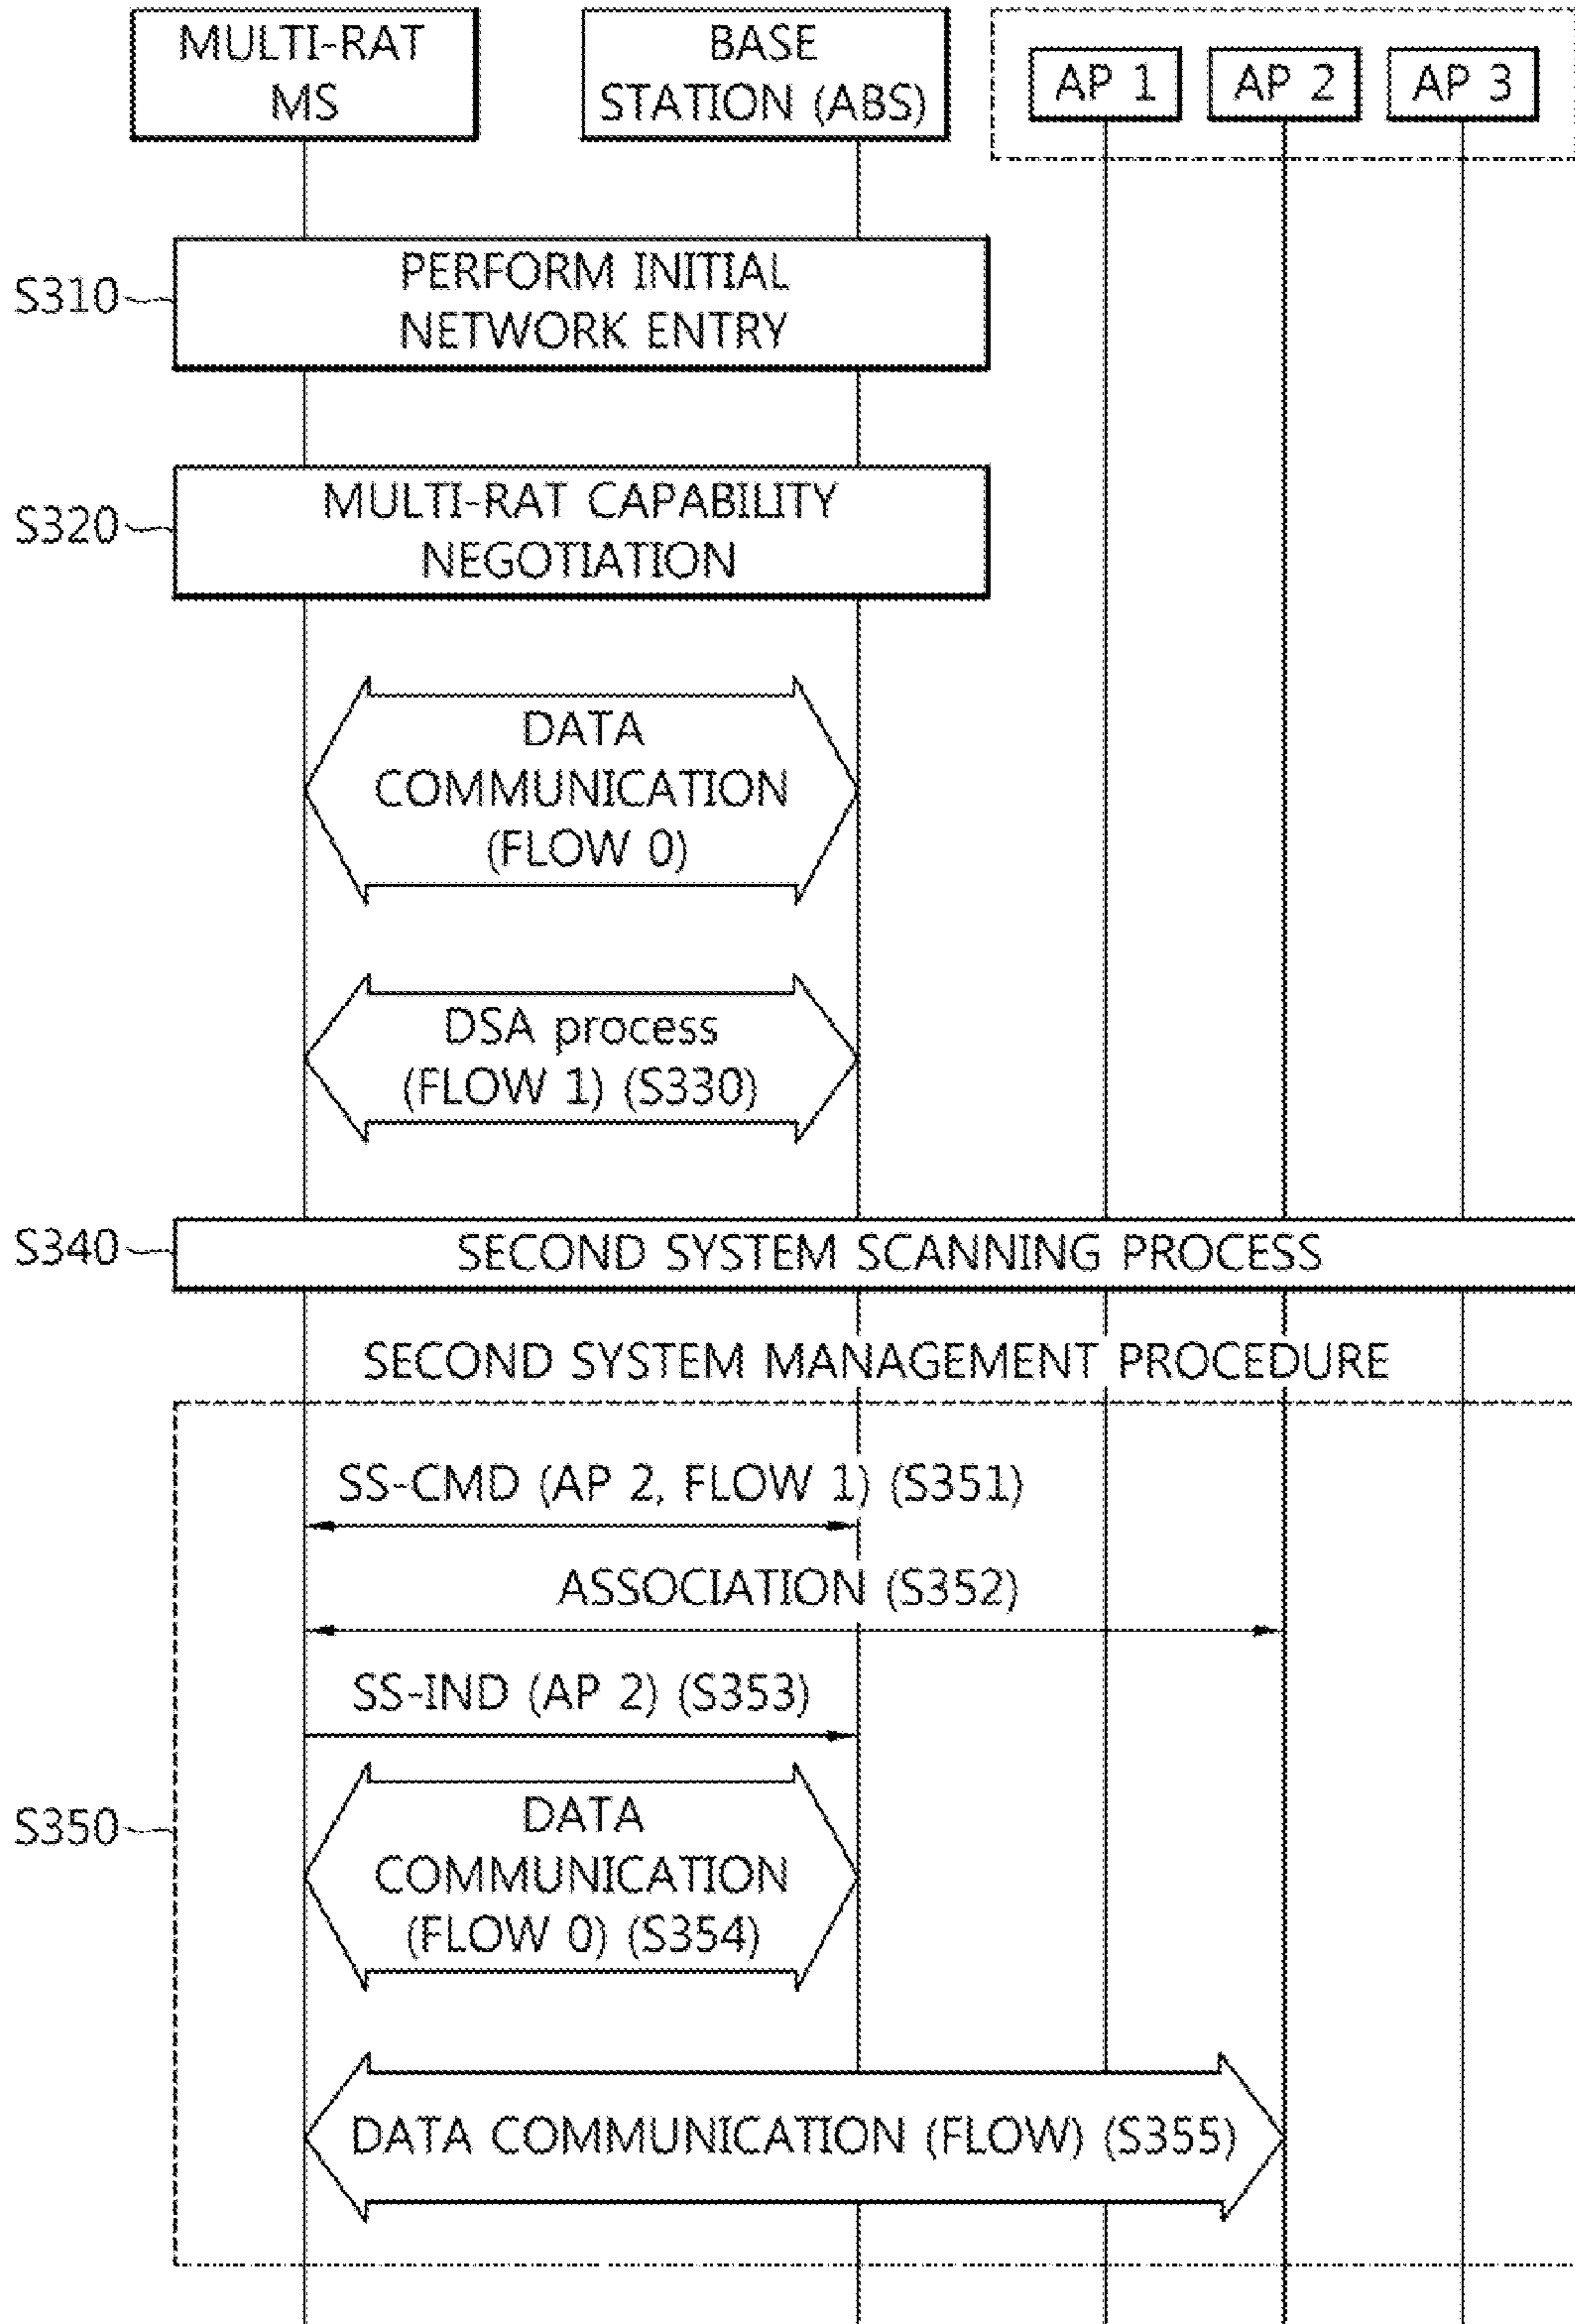 MULTI-RAT
MS
BASE
STATION (ABS)
AP 1
AP 2
AP 3
S310
PERFORM INITIAL
NETWORK ENTRY
S320
MULTI-RAT CAPABILITY
NEGOTIATION
DATA
COMMUNICATION
(FLOW 0)
DSA process
(FLOW 1) (S330)
S340
SECOND SYSTEM SCANNING PROCESS
SECOND SYSTEM MANAGEMENT PROCEDURE
SS-CMD (AP 2, FLOW 1) (S351)
ASSOCIATION (S352)
SS-IND (AP 2) (S353)
S350
DATA
COMMUNICATION
(FLOW 0) (S354)
DATA COMMUNICATION (FLOW) (S355)